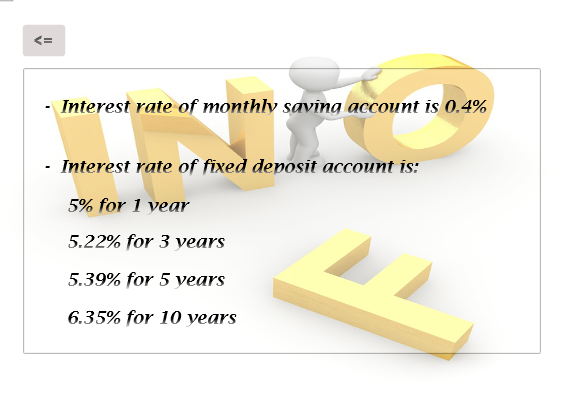 <=
- Interest rate of monthly saving account is 0.4%
- Interest rate of fixed deposit account is:
5% for 1 year
5.22% for 3 years
5.39% for 5 years
6.35% for 10 years
INFO